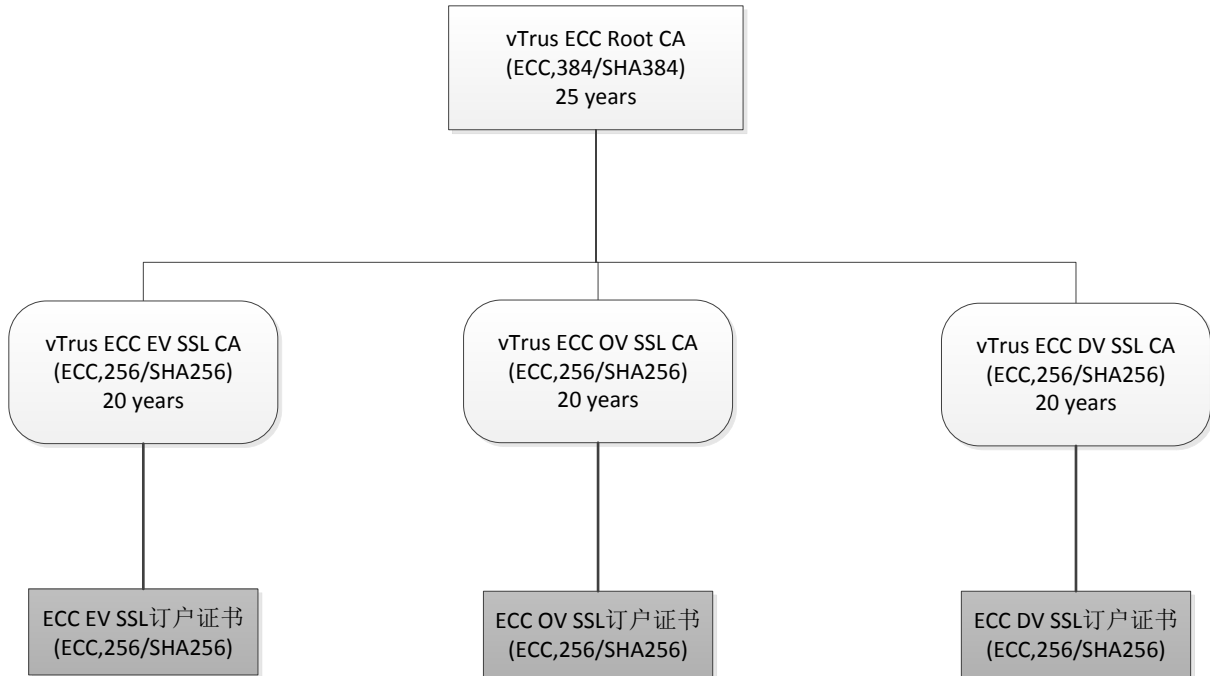 vTrus ECC Root CA
(ECC,384/SHA384)
25 years
vTrus ECC EV SSL CA
(ECC,256/SHA256)
20 years
vTrus ECC OV SSL CA
(ECC,256/SHA256)
20 years
vTrus ECC DV SSL CA
(ECC,256/SHA256)
20 years
ECC EV SSL订户证书
(ECC,256/SHA256)
ECC OV SSL订户证书
(ECC,256/SHA256)
ECC DV SSL订户证书
(ECC,256/SHA256)